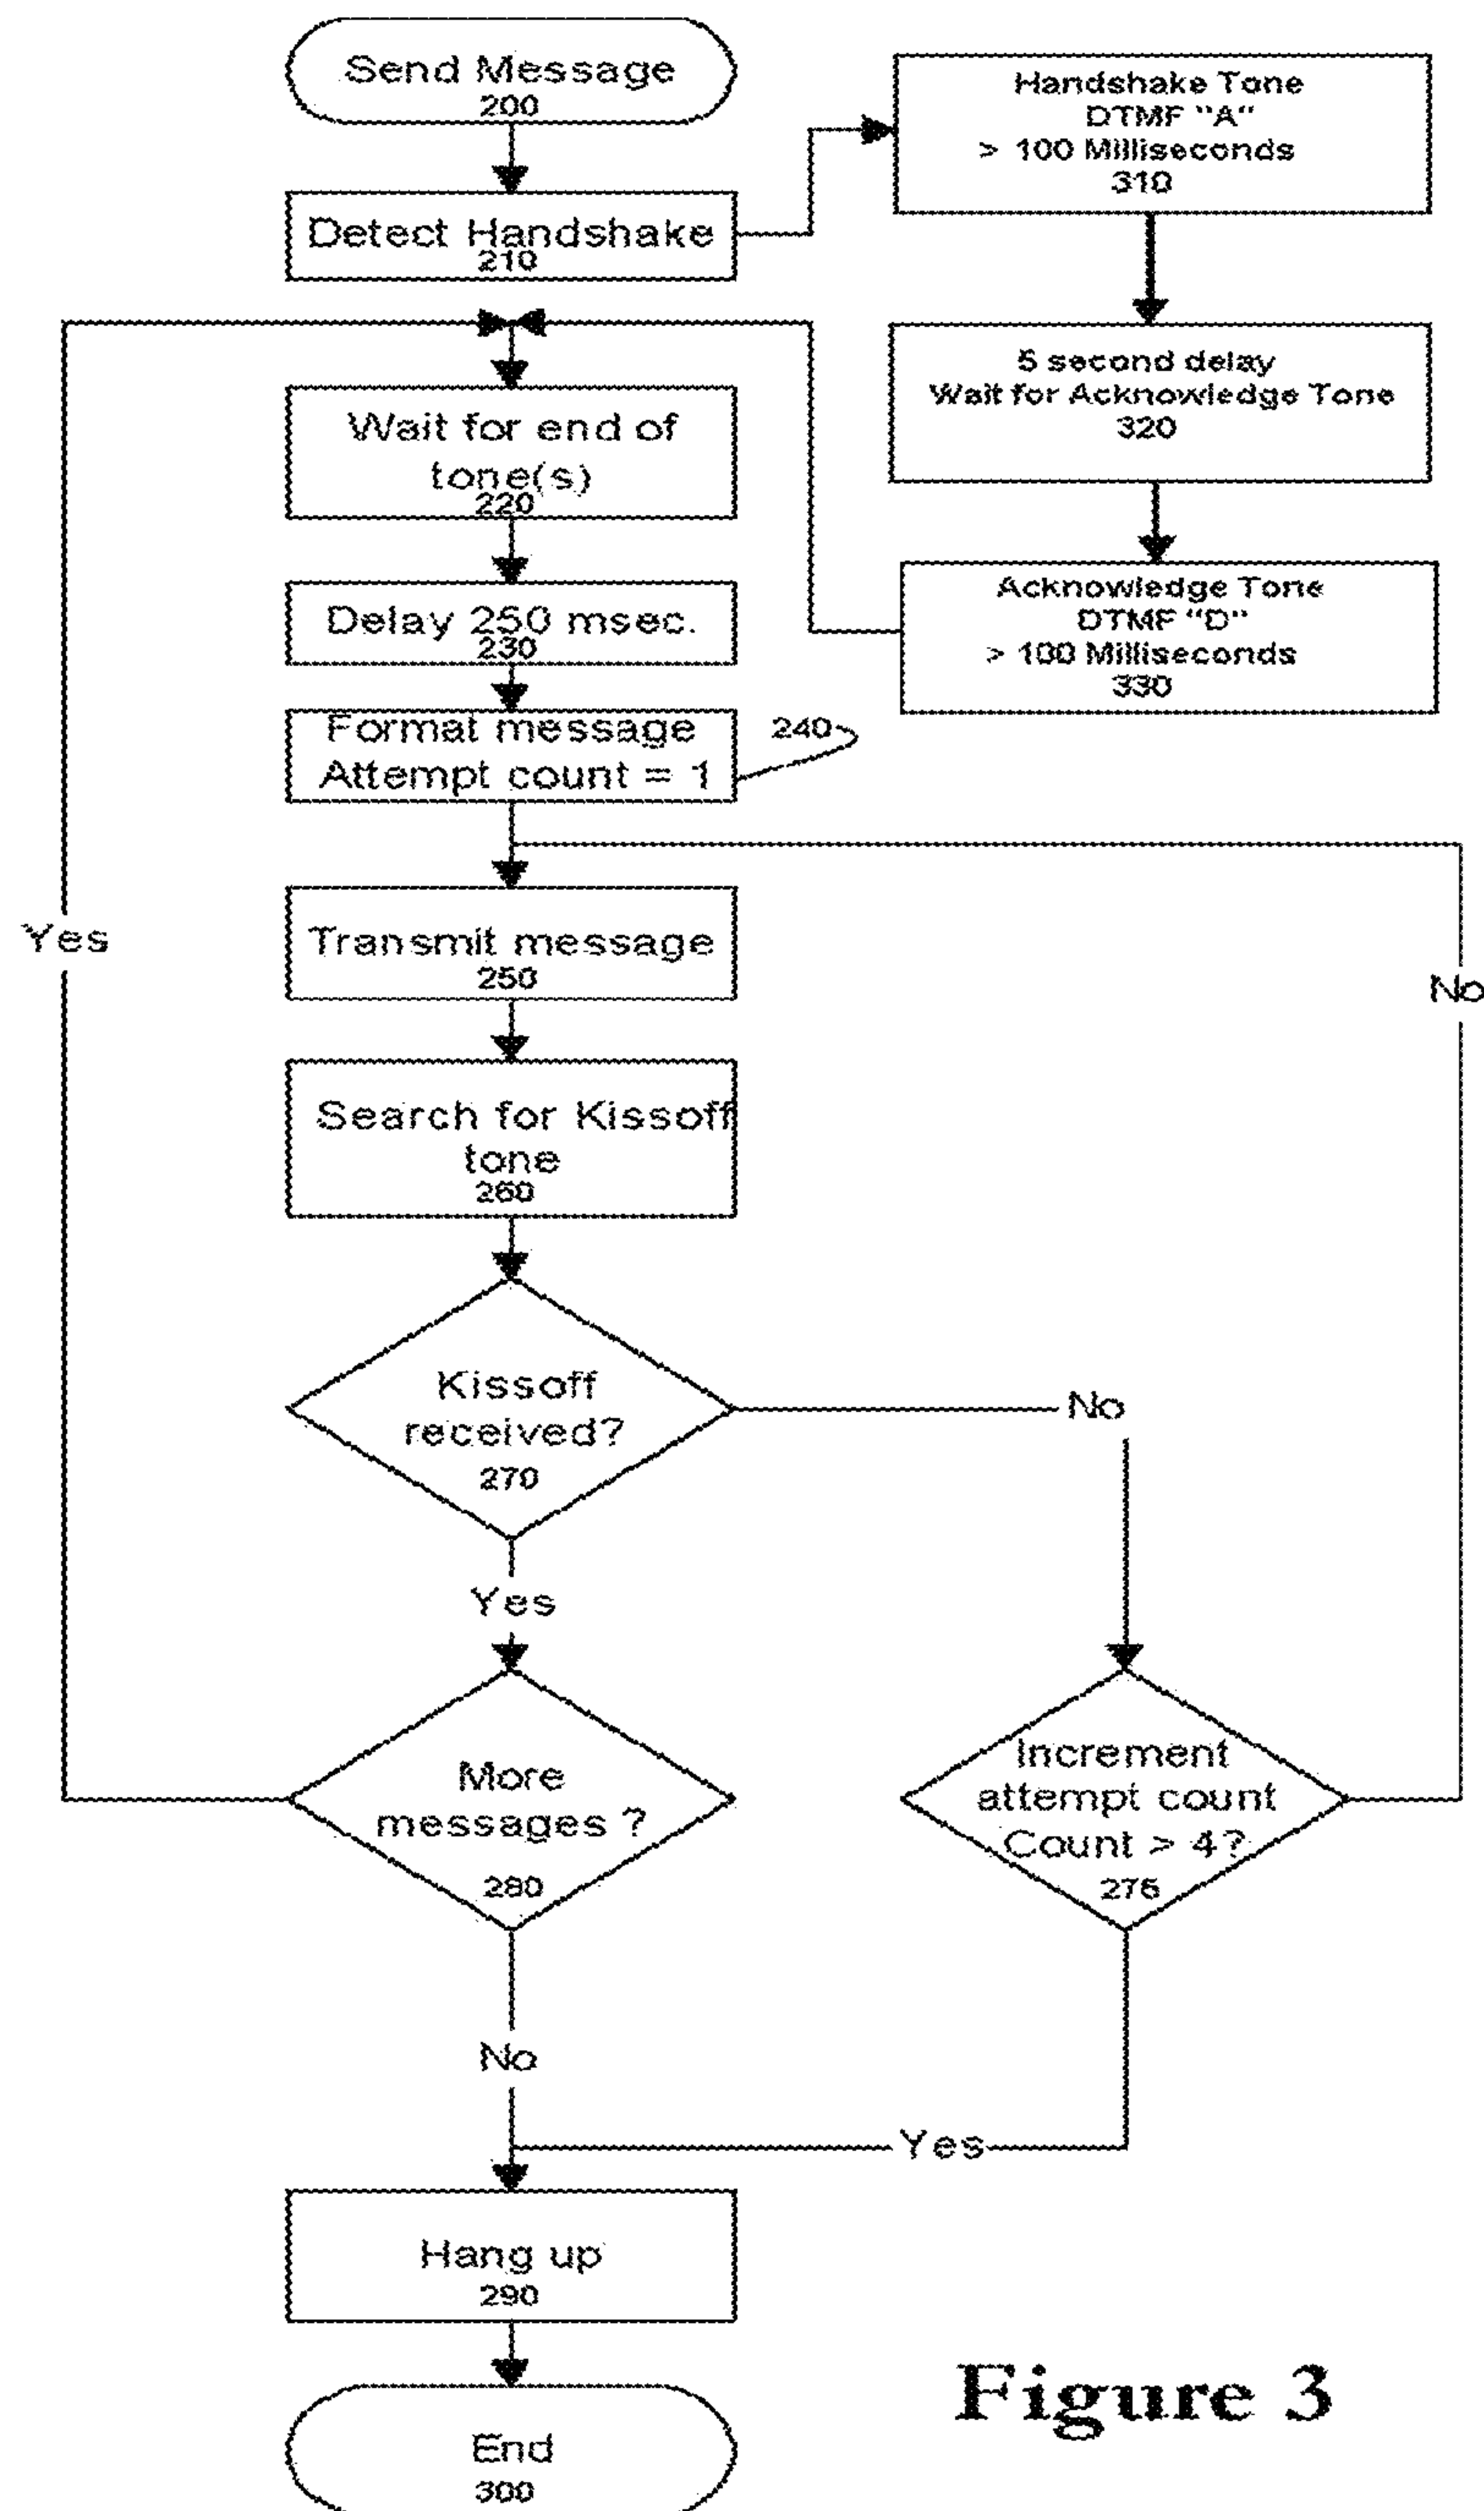 Send Message
200
Detect Handshake
210
Handshake Tone
DTMF "A"
> 100 Milliseconds
310
5 second delay
Wait for Acknowledge Tone
320
Acknowledge Tone
DTMF "D"
> 100 Milliseconds
330
Wait for end of
tone(s)
220
Delay 250 msec.
230
Format message
Attempt count = 1
240
Transmit message
250
Yes
No
Search for Kissoff
tone
260
Kissoff
received?
270
No
Yes
More
messages ?
280
Increment
attempt count
Count > 4?
275
No
Yes
Hang up
290
End
300
Figure 3